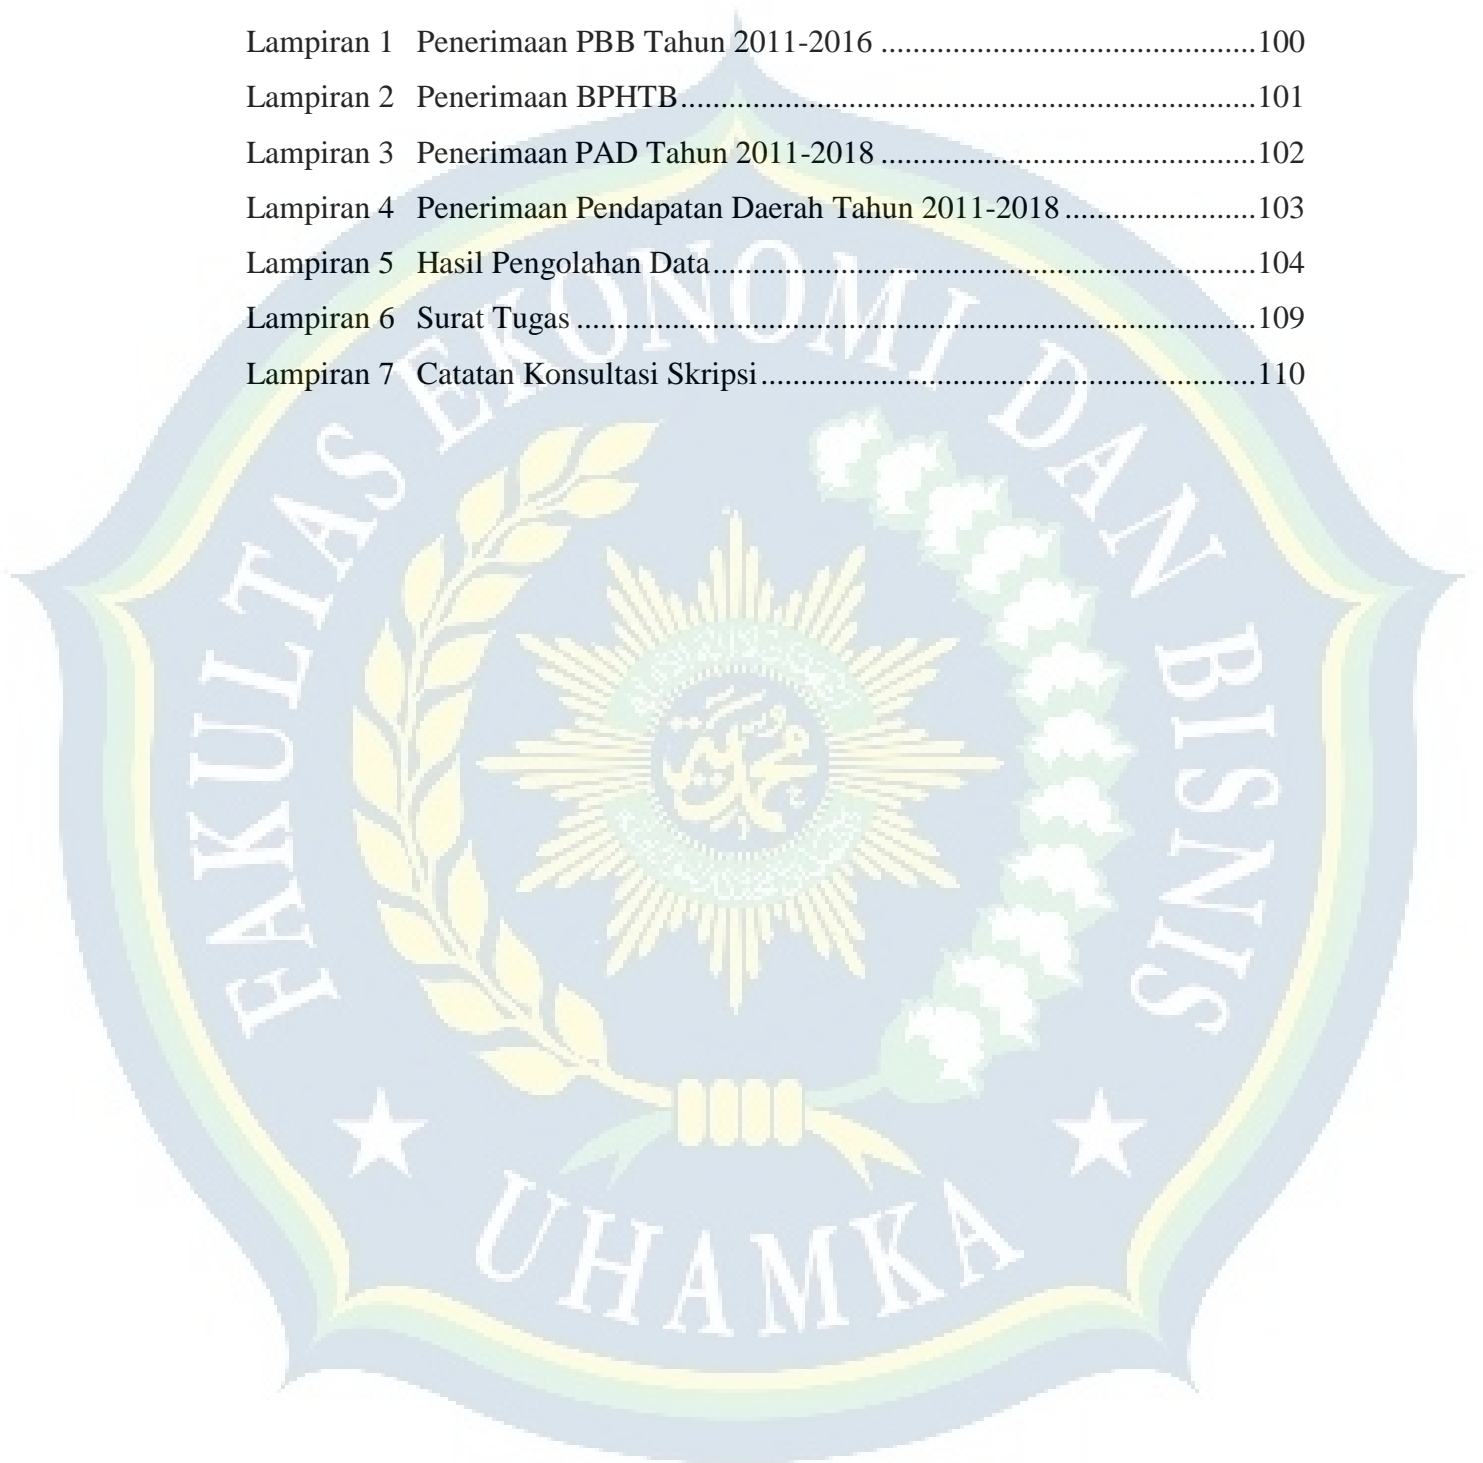 Lampiran 1 Penerimaan PBB Tahun 2011-2016 ................................................100
Lampiran 2 Penerimaan BPHTB.........................................................................101
Lampiran 3 Penerimaan PAD Tahun 2011-2018 ................................................102
Lampiran 4 Penerimaan Pendapatan Daerah Tahun 2011-2018 ........................103
Lampiran 5 Hasil Pengolahan Data.....................................................................104
Lampiran 6 Surat Tugas ......................................................................................109
Lampiran 7 Catatan Konsultasi Skripsi...............................................................110
FAKULTAS EKONOMI DAN BISNIS
محمدية
UHAMKA